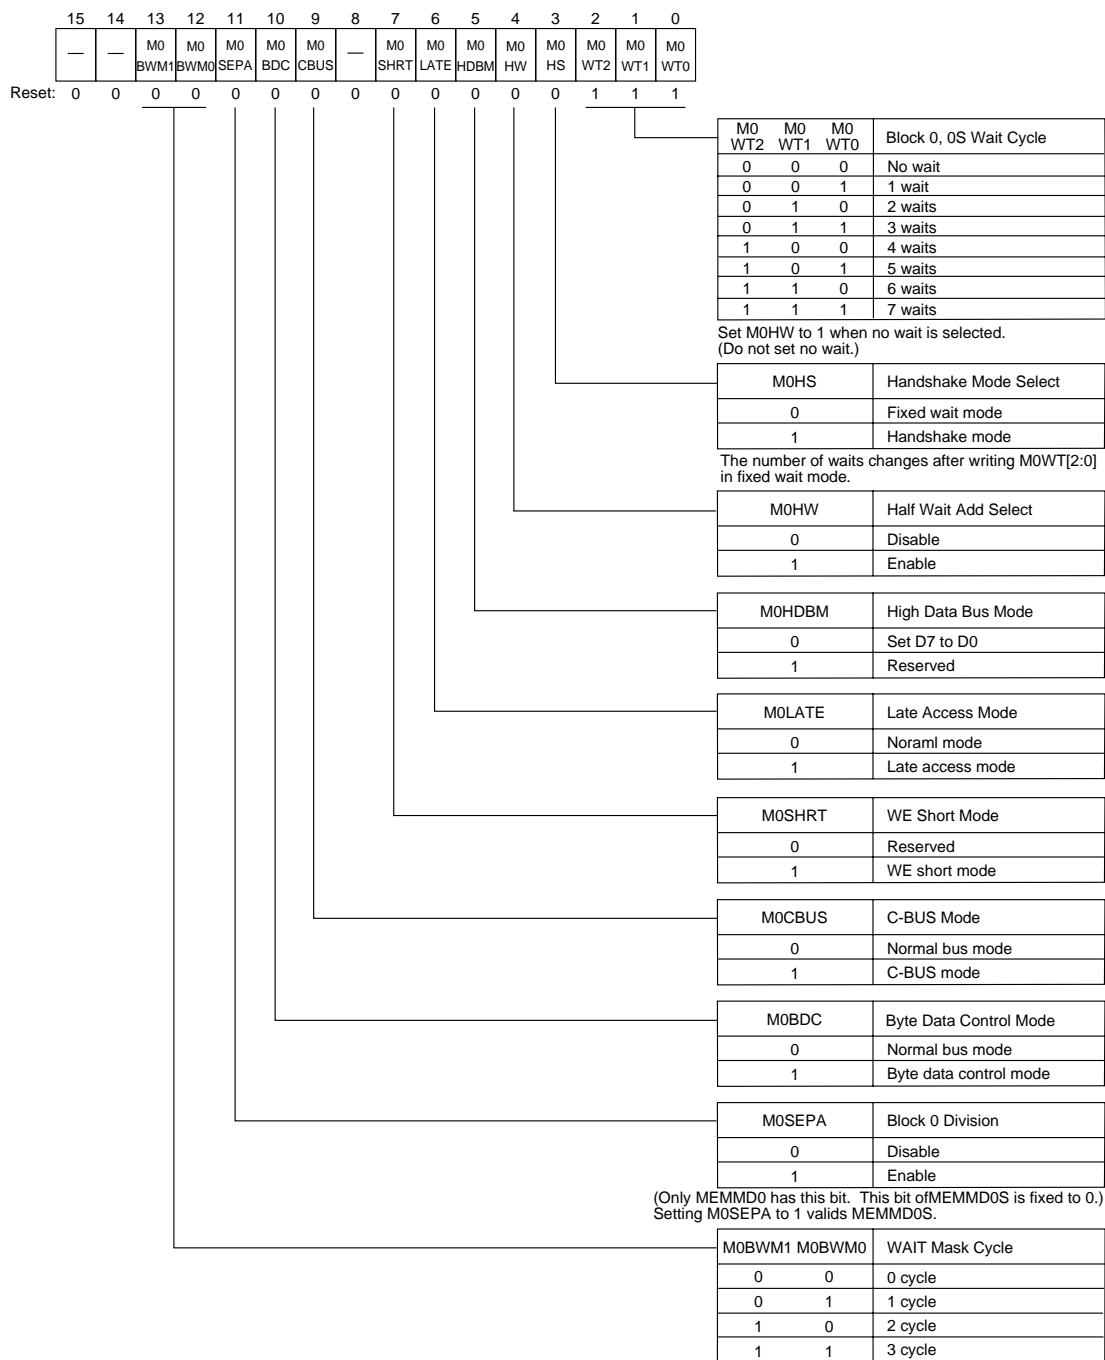 15 14 13 12 11 10 9 8 7 6 5 4 3 2 1 0
— — M0 M0 M0 M0 M0 — M0 M0 M0 M0 M0 M0 M0 M0
BWM1 BWM0 SEPA BDC CBUS SHRT LATE HDBM HW HS WT2 WT1 WT0
Reset: 0 0 0 0 0 0 0 0 0 0 0 0 0 1 1 1
M0 M0 M0 Block 0, 0S Wait Cycle
WT2 WT1 WT0
0 0 0 No wait
0 0 1 1 wait
0 1 0 2 waits
0 1 1 3 waits
1 0 0 4 waits
1 0 1 5 waits
1 1 0 6 waits
1 1 1 7 waits
Set M0HW to 1 when no wait is selected.
(Do not set no wait.)
M0HS Handshake Mode Select
0 Fixed wait mode
1 Handshake mode
The number of waits changes after writing M0WT[2:0]
in fixed wait mode.
M0HW Half Wait Add Select
0 Disable
1 Enable
M0HDBM High Data Bus Mode
0 Set D7 to D0
1 Reserved
M0LATE Late Access Mode
0 Noraml mode
1 Late access mode
M0SHRT WE Short Mode
0 Reserved
1 WE short mode
M0CBUS C-BUS Mode
0 Normal bus mode
1 C-BUS mode
M0BDC Byte Data Control Mode
0 Normal bus mode
1 Byte data control mode
M0SEPA Block 0 Division
0 Disable
1 Enable
(Only MEMMD0 has this bit. This bit ofMEMMD0S is fixed to 0.)
Setting M0SEPA to 1 valids MEMMD0S.
M0BWM1 M0BWM0 WAIT Mask Cycle
0 0 0 cycle
0 1 1 cycle
1 0 2 cycle
1 1 3 cycle